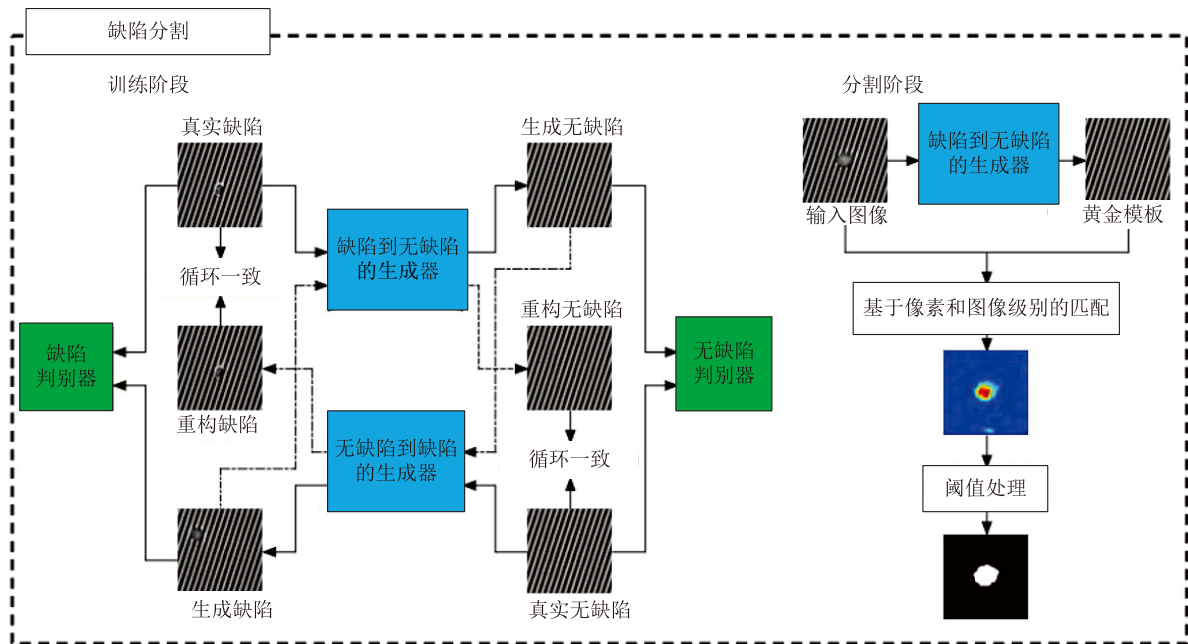 缺陷分割
训练阶段
真实缺陷
生成无缺陷
缺陷到无缺陷
的生成器
循环一致
重构无缺陷
缺陷
判别器
无缺陷
判别器
重构缺陷
无缺陷到缺陷
的生成器
循环一致
生成缺陷
真实无缺陷
分割阶段
缺陷到无缺陷
的生成器
输入图像
黄金模板
基于像素和图像级别的匹配
阈值处理